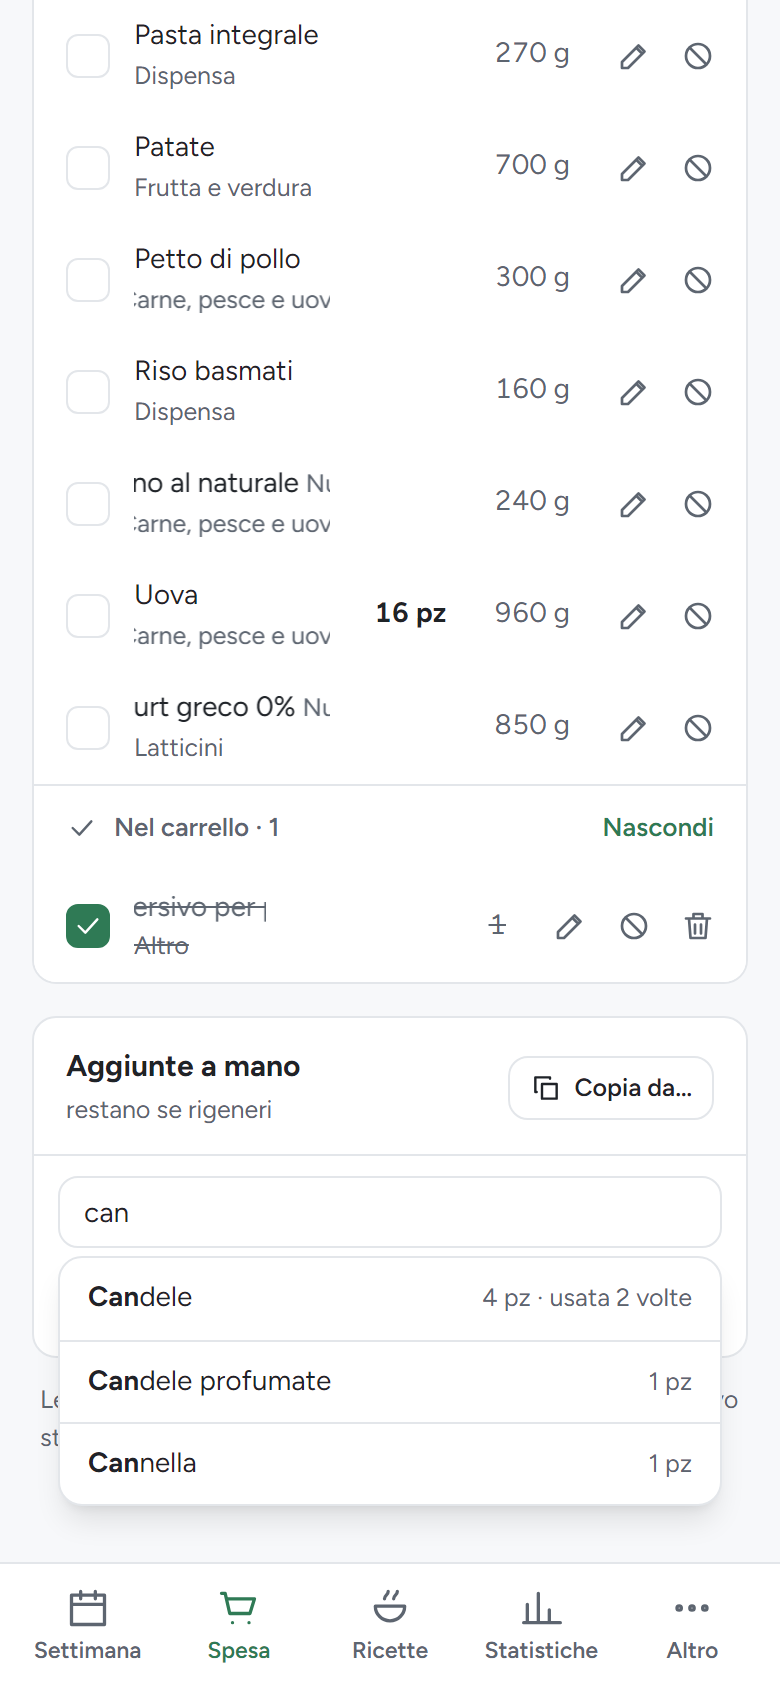 Pasta integrale
270 g
Dispensa
Patate
700 g
Frutta e verdura
Petto di pollo
300 g
arne, pesce e uov
Riso basmati
160 g
Dispensa
no al naturale Nu
240 g
arne, pesce e uov
Uova
16 pz
960 g
arne, pesce e uov
urt greco 0% Nu
850 g
Latticini
Nel carrello · 1
Nascondi
ersivo per
1
Altro
Aggiunte a mano
Copia da...
restano se rigeneri
can
Candele
4 pz · usata 2 volte
Candele profumate
1 pz
Cannella
1 pz
Settimana
Spesa
Ricette
Statistiche
Altro